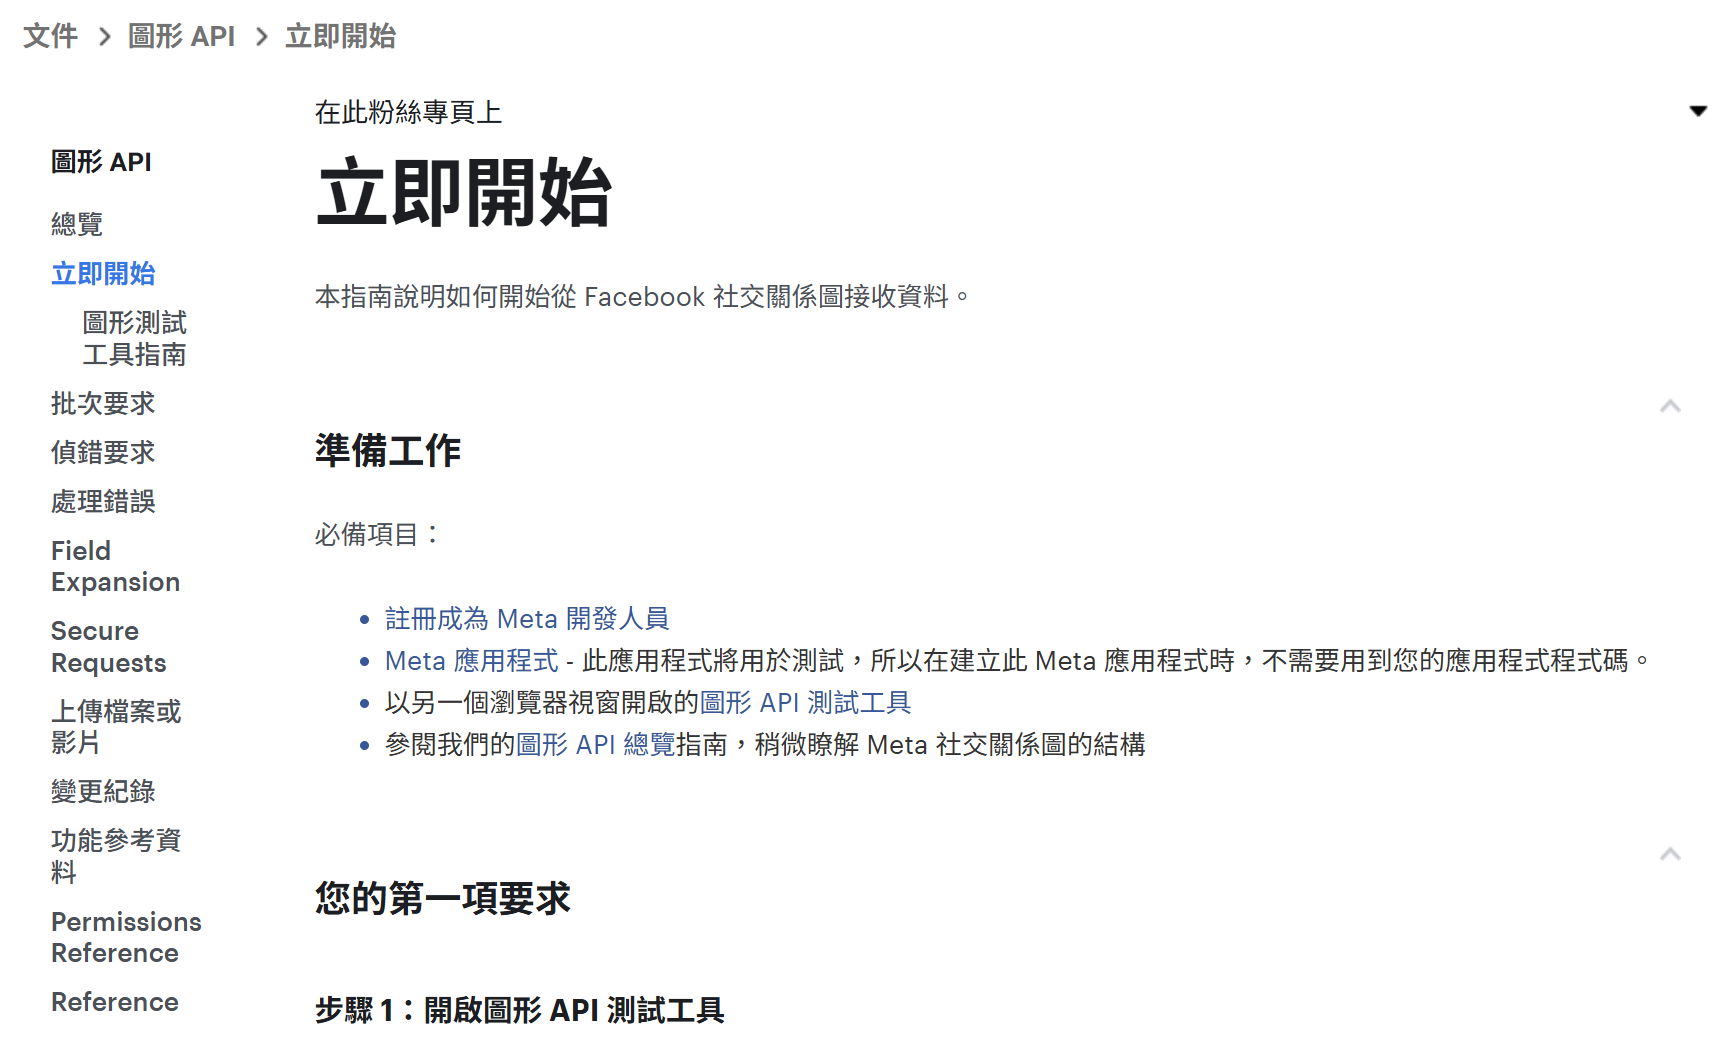 文件 > 圖形 API > 立即開始
圖形 API
總覽
立即開始
圖形測試
工具指南
批次要求
偵錯要求
處理錯誤
Field
Expansion
Secure
Requests
上傳檔案或
影片
變更紀錄
功能參考資
料
Permissions
Reference
Reference
在此粉絲專頁上
立即開始
本指南說明如何開始從 Facebook 社交關係圖接收資料。
準備工作
必備項目：
• 註冊成為 Meta 開發人員
• Meta 應用程式 - 此應用程式將用於測試，所以在建立此 Meta 應用程式時，不需要用到您的應用程式程式碼。
• 以另一個瀏覽器視窗開啟的圖形 API 測試工具
• 參閱我們的圖形 API 總覽指南，稍微瞭解 Meta 社交關係圖的結構
您的第一項要求
步驟 1：開啟圖形 API 測試工具